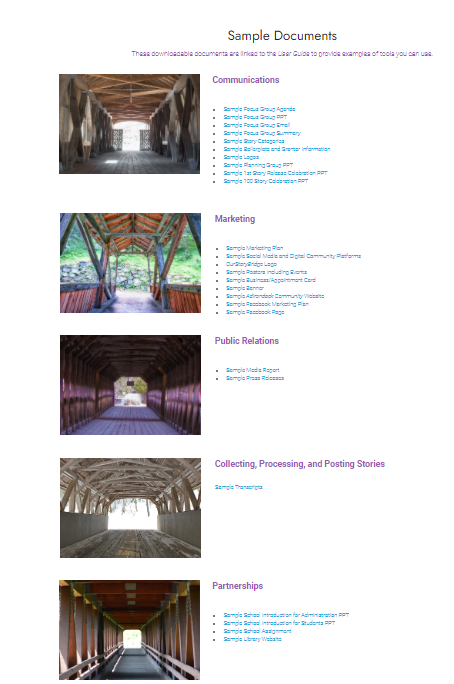 Sample Documents
These downloadable documents are linked to the User Guide to provide examples of tools you can use.
Communications
Sample Focus Group Agenda
Sample Focus Group PPT
Sample Focus Group Email
Sample Focus Group Summary
Sample Story Categories
Sample Boilerplate and Grantor Information
Sample Logos
Sample Planning Group PPT
Sample 1st Story Release Celebration PPT
Sample 100 Story Celebration PPT
Marketing
Sample Marketing Plan
Sample Social Media and Digital Community Platforms
OurStoryBridge Logo
Sample Posters Including Events
Sample Business/Appointment Card
Sample Banner
Sample Adirondack Community Website
Sample Facebook Marketing Plan
Sample Facebook Page
Public Relations
Sample Media Report
Sample Press Releases
Collecting, Processing, and Posting Stories
Sample Transcripts
Partnerships
Sample School Introduction for Administration PPT
Sample School Introduction for Students PPT
Sample School Assignment
Sample Library Website